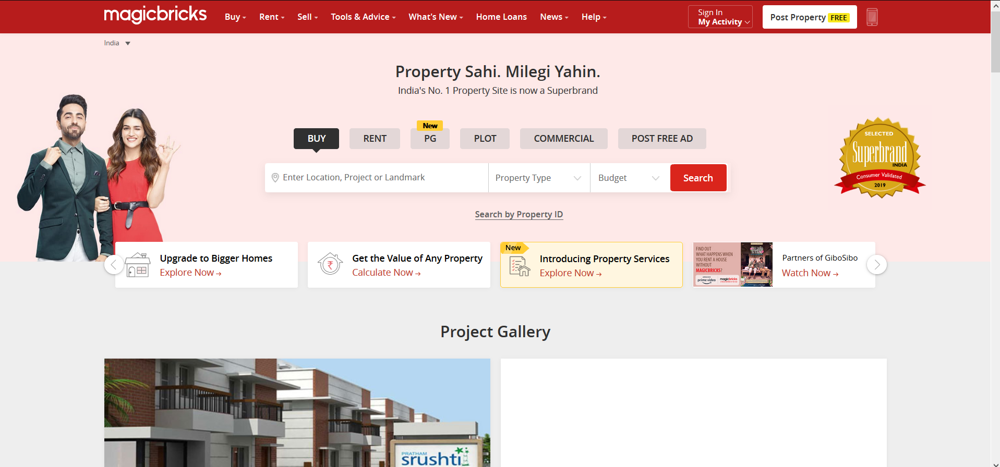 magicbricks
Buy
Rent
Sell
Tools & Advice
What's New
Home Loans
News
Help
Sign In
My Activity
Post Property FREE
India
Property Sahi. Milegi Yahin.
India's No. 1 Property Site is now a Superbrand
BUY
RENT
New
PG
PLOT
COMMERCIAL
POST FREE AD
Enter Location, Project or Landmark
Property Type
Budget
Search
Search by Property ID
SELECTED
Superbrand
INDIA
Consumer Validated
2019
Upgrade to Bigger Homes
Explore Now →
Get the Value of Any Property
Calculate Now →
New
Introducing Property Services
Explore Now →
FIND OUT
WHAT HAPPENS WHEN
YOU RENT A HOUSE
WITHOUT
MAGICBRICKS?
prime video
magicbricks
Partners of GiboSibo
Watch Now →
Project Gallery
PRATHAM
srushti